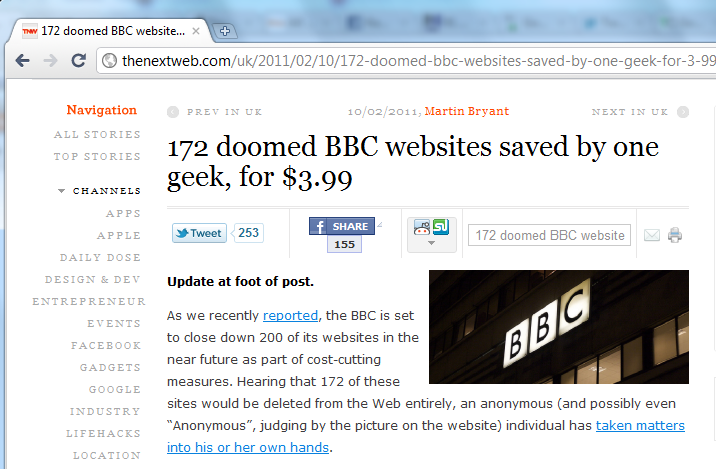 TNW 172 doomed BBC website...
thenextweb.com/uk/2011/02/10/172-doomed-bbc-websites-saved-by-one-geek-for-3-99
Navigation
ALL STORIES
TOP STORIES
CHANNELS
APPS
APPLE
DAILY DOSE
DESIGN & DEV
ENTREPRENEUR
EVENTS
FACEBOOK
GADGETS
GOOGLE
INDUSTRY
LIFEHACKS
LOCATION
PREV IN UK
10/02/2011, Martin Bryant
NEXT IN UK
172 doomed BBC websites saved by one
geek, for $3.99
Tweet 253
f SHARE
155
172 doomed BBC website
Update at foot of post.
BBC
As we recently reported, the BBC is set
to close down 200 of its websites in the
near future as part of cost-cutting
measures. Hearing that 172 of these
sites would be deleted from the Web entirely, an anonymous (and possibly even
“Anonymous”, judging by the picture on the website) individual has taken matters
into his or her own hands.